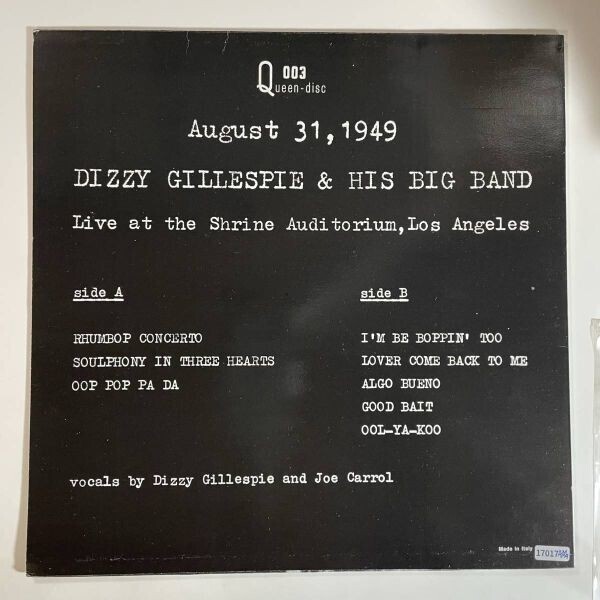 Queen-disc 003
August 31, 1949
DIZZY GILLESPIE & HIS BIG BAND
Live at the Shrine Auditorium, Los Angeles
side A
RHUMBOP CONCERTO
SOULPHONY IN THREE HEARTS
OOP POP PA DA
side B
I'M BE BOPPIN' TOO
LOVER COME BACK TO ME
ALGO BUENO
GOOD BAIT
OOL-YA-KOO
vocals by Dizzy Gillespie and Joe Carrol
Made in Italy
17017